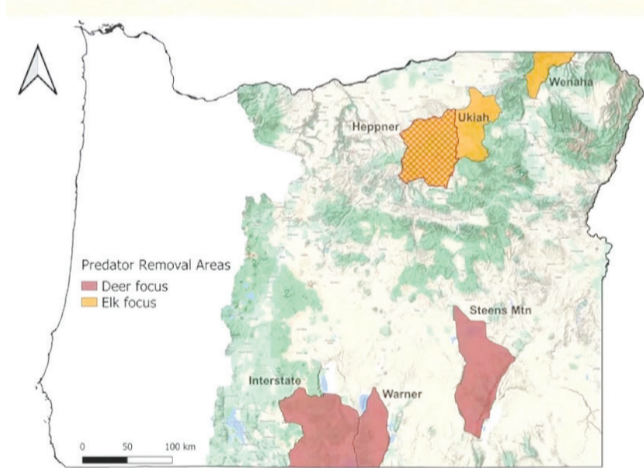 Wenaha
Ukiah
Heppner
Predator Removal Areas
Deer focus
Elk focus
Steens Mtn
Interstate
Warner
0 50 100 km